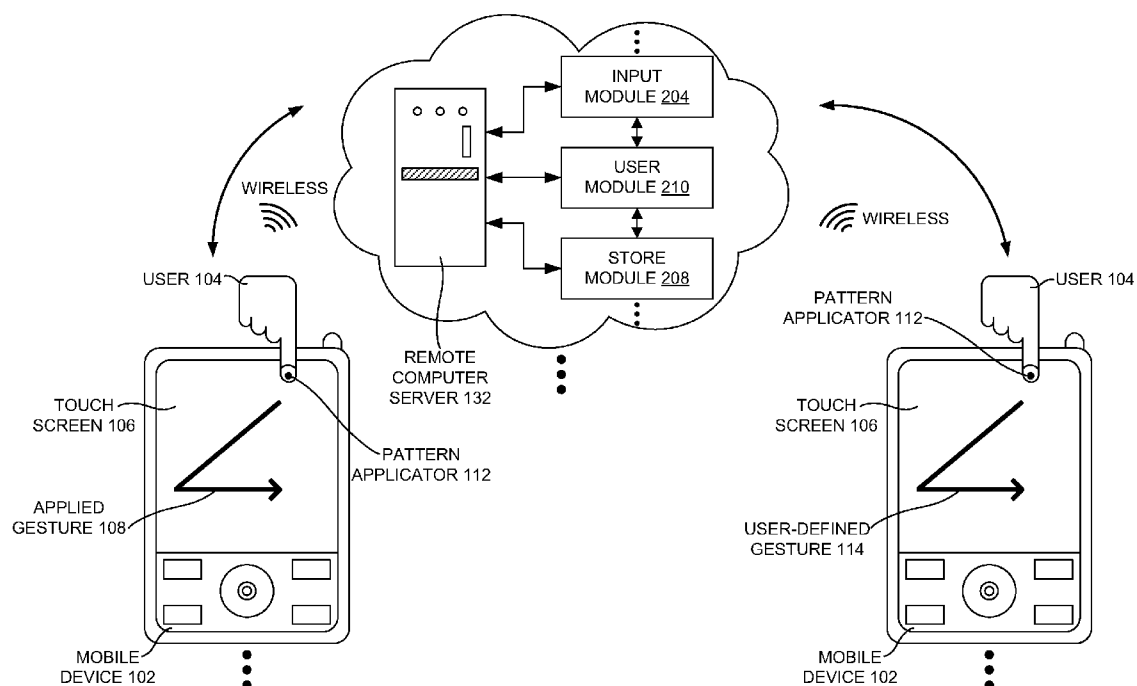 INPUT
MODULE 204
USER
MODULE 210
STORE
MODULE 208
WIRELESS
WIRELESS
USER 104
REMOTE
COMPUTER
SERVER 132
TOUCH
SCREEN 106
PATTERN
APPLICATOR 112
APPLIED
GESTURE 108
MOBILE
DEVICE 102
USER 104
PATTERN
APPLICATOR 112
TOUCH
SCREEN 106
USER-DEFINED
GESTURE 114
MOBILE
DEVICE 102